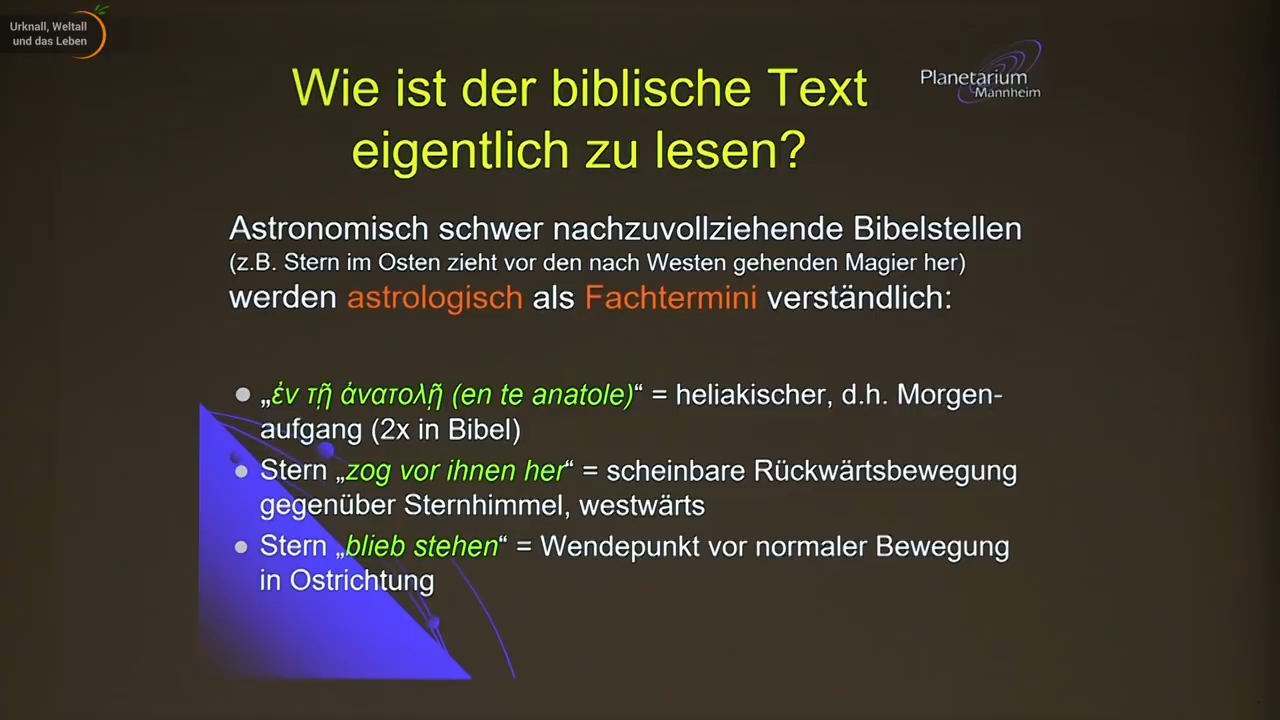 Urknall, Weltall
und das Leben
Planetarium
Mannheim
Wie ist der biblische Text
eigentlich zu lesen?
Astronomisch schwer nachzuvollziehende Bibelstellen
(z.B. Stern im Osten zieht vor den nach Westen gehenden Magier her)
werden astrologisch als Fachtermini verständlich:
● „ἐν τῇ ἀνατολῇ (en te anatole)“ = heliakischer, d.h. Morgen-
aufgang (2x in Bibel)
● Stern „zog vor ihnen her“ = scheinbare Rückwärtsbewegung
gegenüber Sternhimmel, westwärts
● Stern „blieb stehen“ = Wendepunkt vor normaler Bewegung
in Ostrichtung